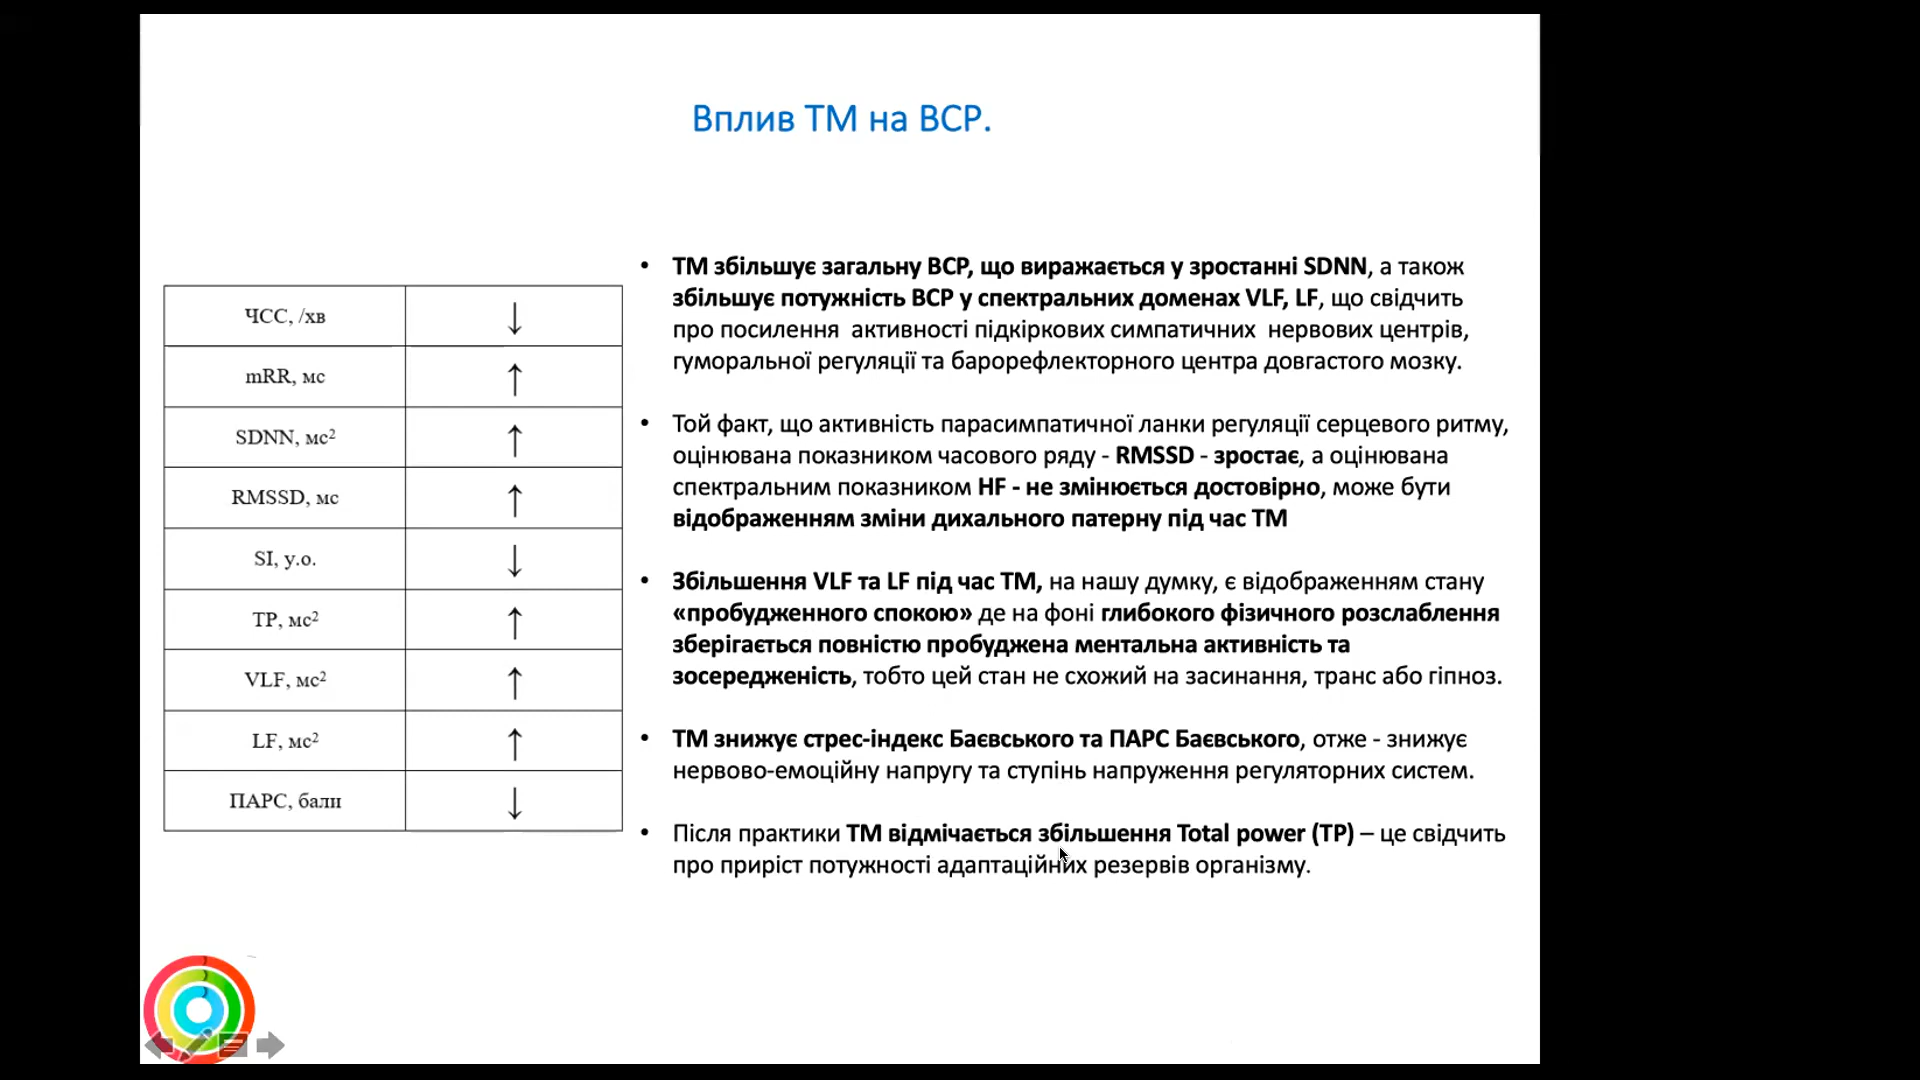 Вплив ТМ на ВСР.
ЧСС, /хв ↓
mRR, мс ↑
SDNN, мс² ↑
RMSSD, мс ↑
SI, у.о. ↓
TP, мс² ↑
VLF, мс² ↑
LF, мс² ↑
ПАРС, бали ↓
• ТМ збільшує загальну ВСР, що виражається у зростанні SDNN, а також
збільшує потужність ВСР у спектральних доменах VLF, LF, що свідчить
про посилення активності підкіркових симпатичних нервових центрів,
гуморальної регуляції та барорефлекторного центра довгастого мозку.
• Той факт, що активність парасимпатичної ланки регуляції серцевого ритму,
оцінювана показником часового ряду - RMSSD - зростає, а оцінювана
спектральним показником HF - не змінюється достовірно, може бути
відображенням зміни дихального патерну під час ТМ
• Збільшення VLF та LF під час ТМ, на нашу думку, є відображенням стану
«пробудженного спокою» де на фоні глибокого фізичного розслаблення
зберігається повністю пробуджена ментальна активність та
зосередженість, тобто цей стан не схожий на засинання, транс або гіпноз.
• ТМ знижує стрес-індекс Баєвського та ПАРС Баєвського, отже - знижує
нервово-емоційну напругу та ступінь напруження регуляторних систем.
• Після практики ТМ відмічається збільшення Total power (TP) – це свідчить
про приріст потужності адаптаційних резервів організму.